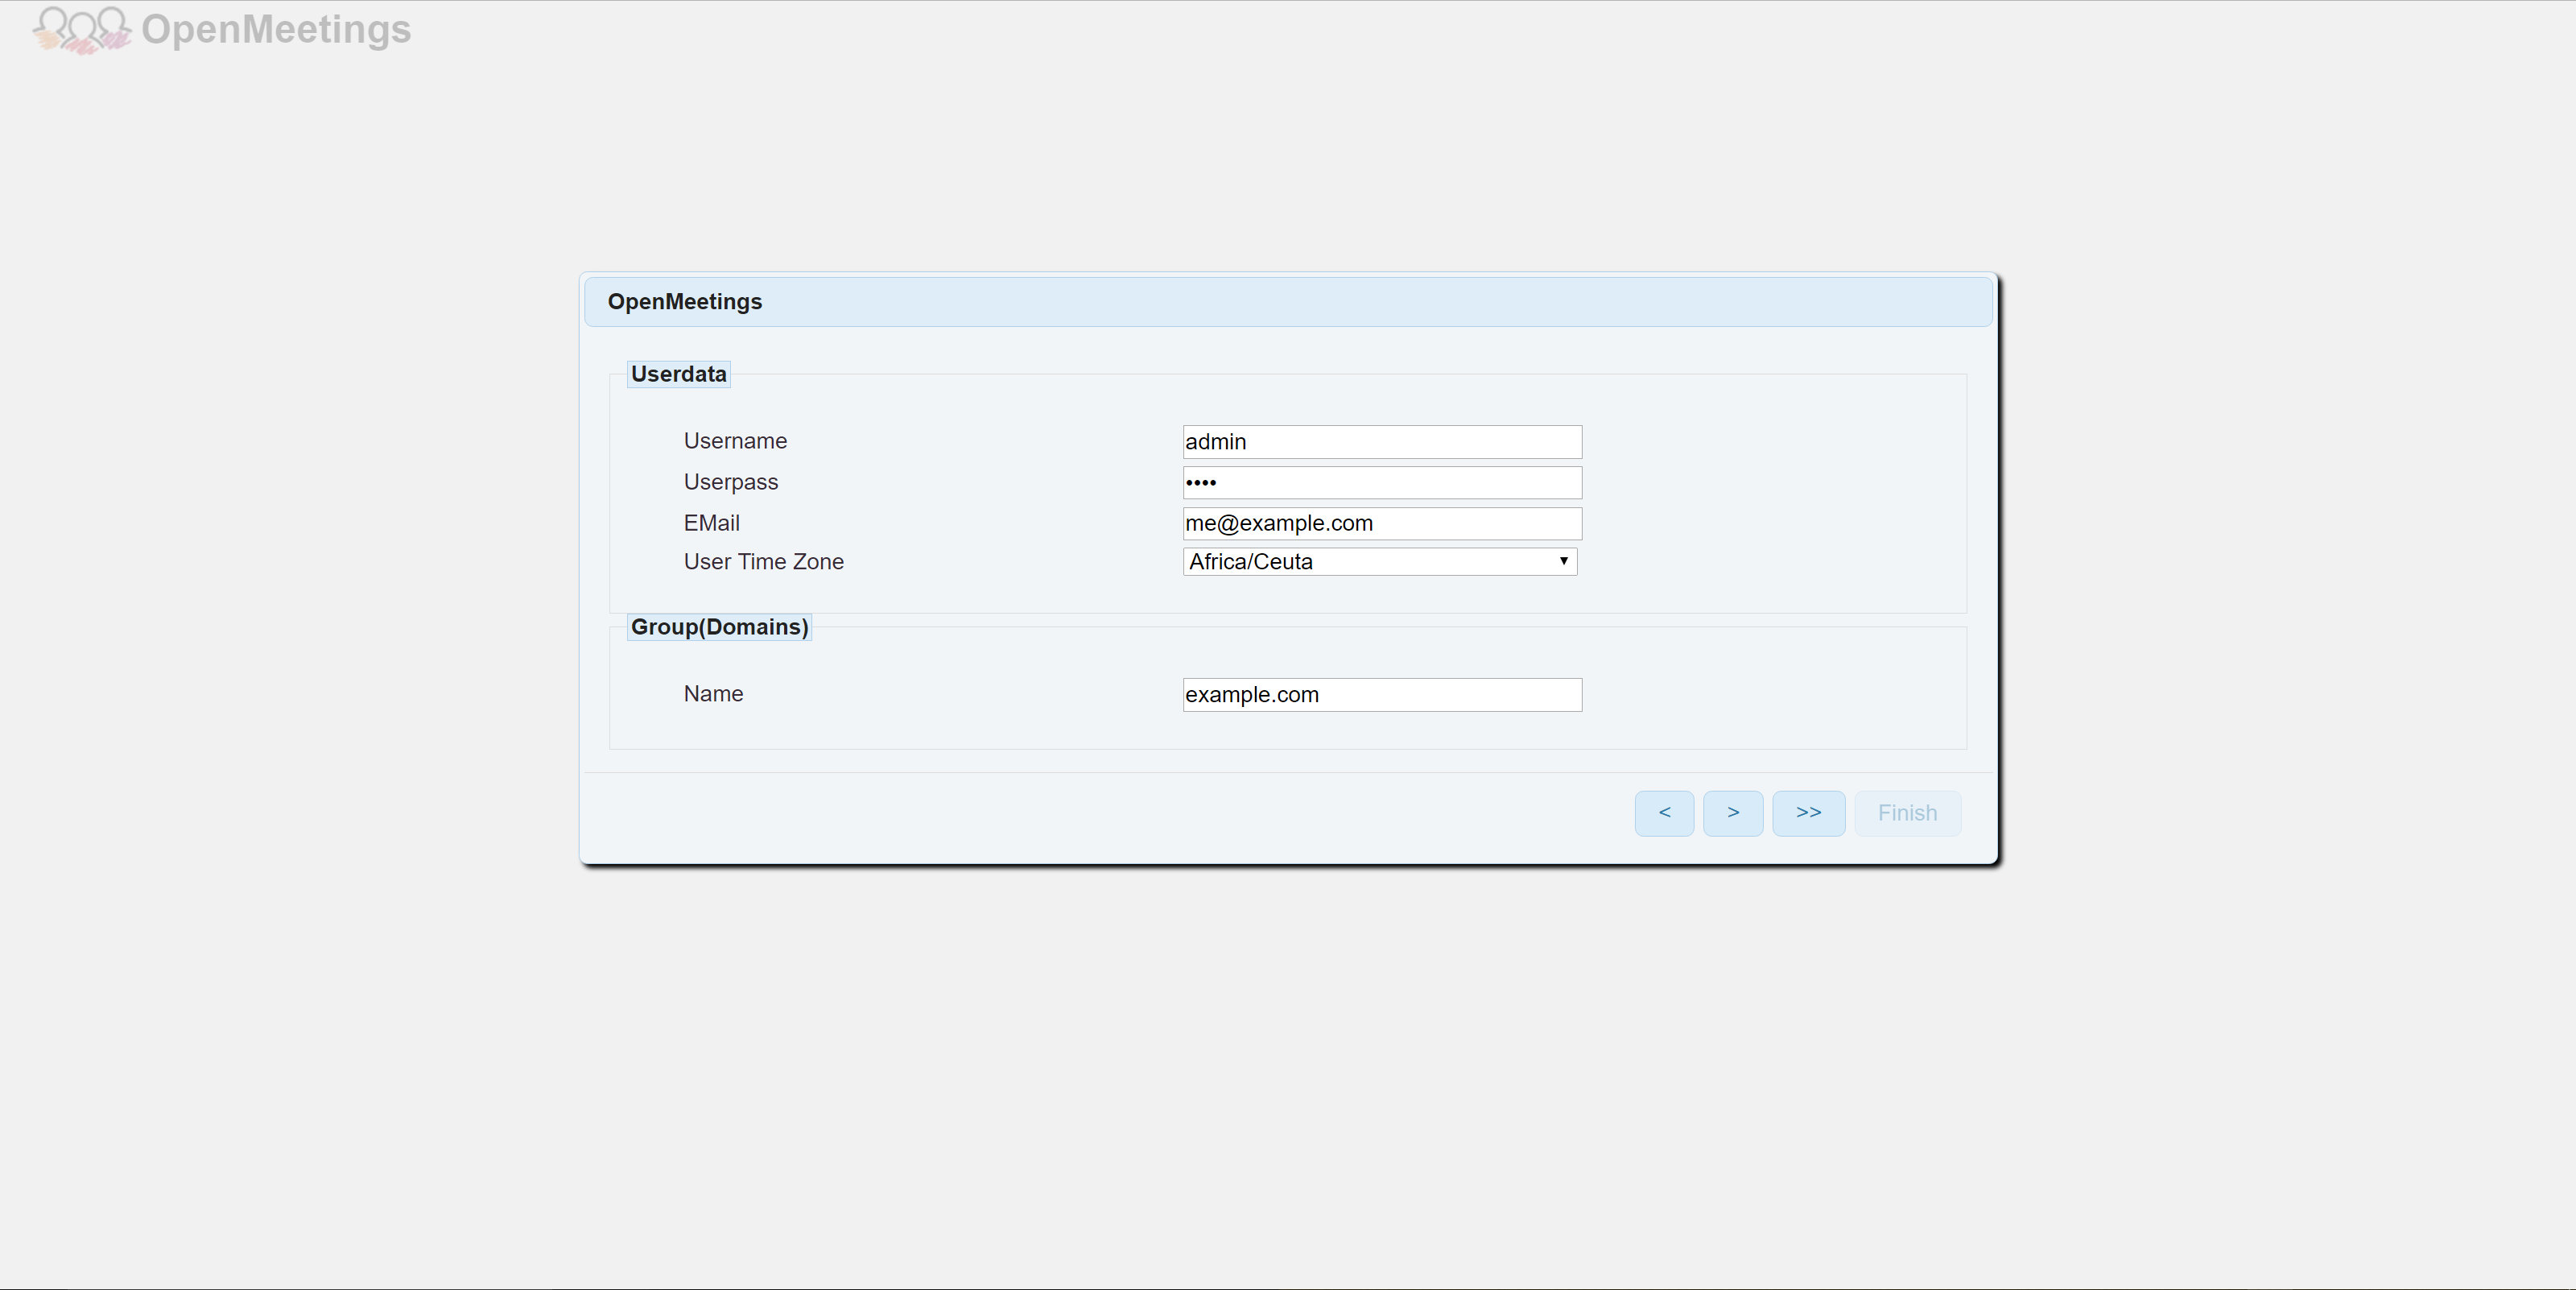 OpenMeetings
OpenMeetings
Userdata
Username admin
Userpass ••••
EMail me@example.com
User Time Zone Africa/Ceuta
Group(Domains)
Name example.com
< > >> Finish